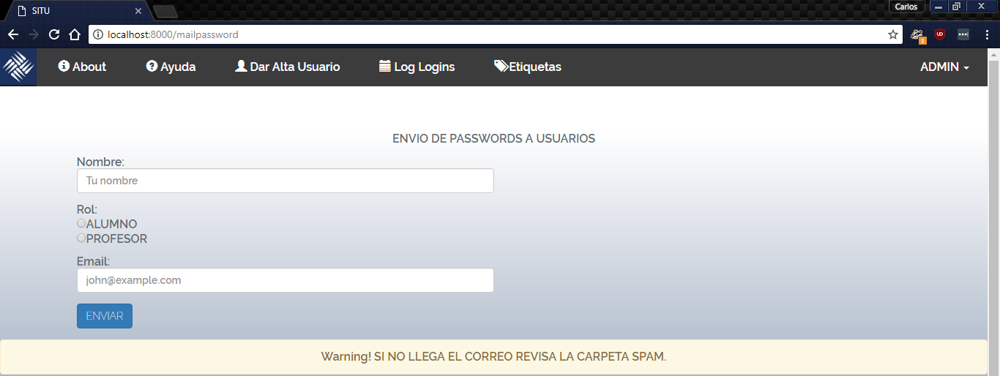 SITU
Carlos
localhost:8000/mailpassword
3
About Ayuda Dar Alta Usuario Log Logins Etiquetas ADMIN
ENVIO DE PASSWORDS A USUARIOS
Nombre:
Tu nombre
Rol:
ALUMNO
PROFESOR
Email:
john@example.com
ENVIAR
Warning! SI NO LLEGA EL CORREO REVISA LA CARPETA SPAM.